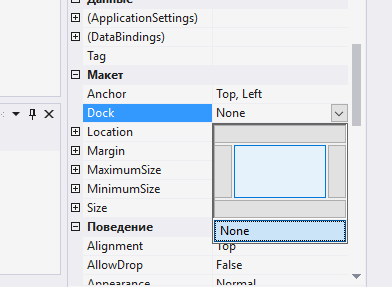 Данные
(ApplicationSettings)
(DataBindings)
Tag
Макет
Anchor Top, Left
Dock None
Location
Margin
MaximumSize
MinimumSize
Size
None
Поведение
Alignment Top
AllowDrop False
Appearance Normal